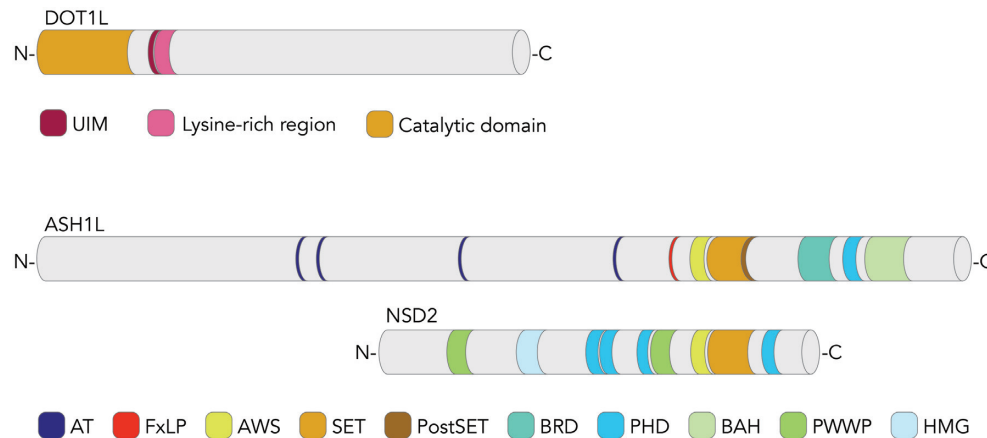 DOT1L
N- -C
UIM Lysine-rich region Catalytic domain
ASH1L
N- -C
NSD2
N- -C
AT FxLP AWS SET PostSET BRD PHD BAH PWWP HMG